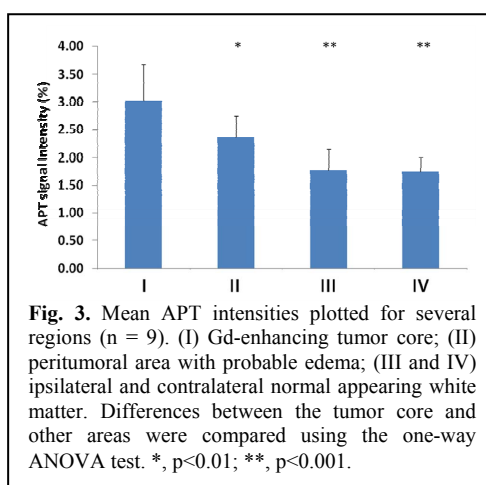 4.00
* ** **
3.50
3.00
2.50
2.00
1.50
1.00
0.50
0.00
APT signal intensity (%)
I II III IV
Fig. 3. Mean APT intensities plotted for several
regions (n = 9). (I) Gd-enhancing tumor core; (II)
peritumoral area with probable edema; (III and IV)
ipsilateral and contralateral normal appearing white
matter. Differences between the tumor core and
other areas were compared using the one-way
ANOVA test. *, p<0.01; **, p<0.001.